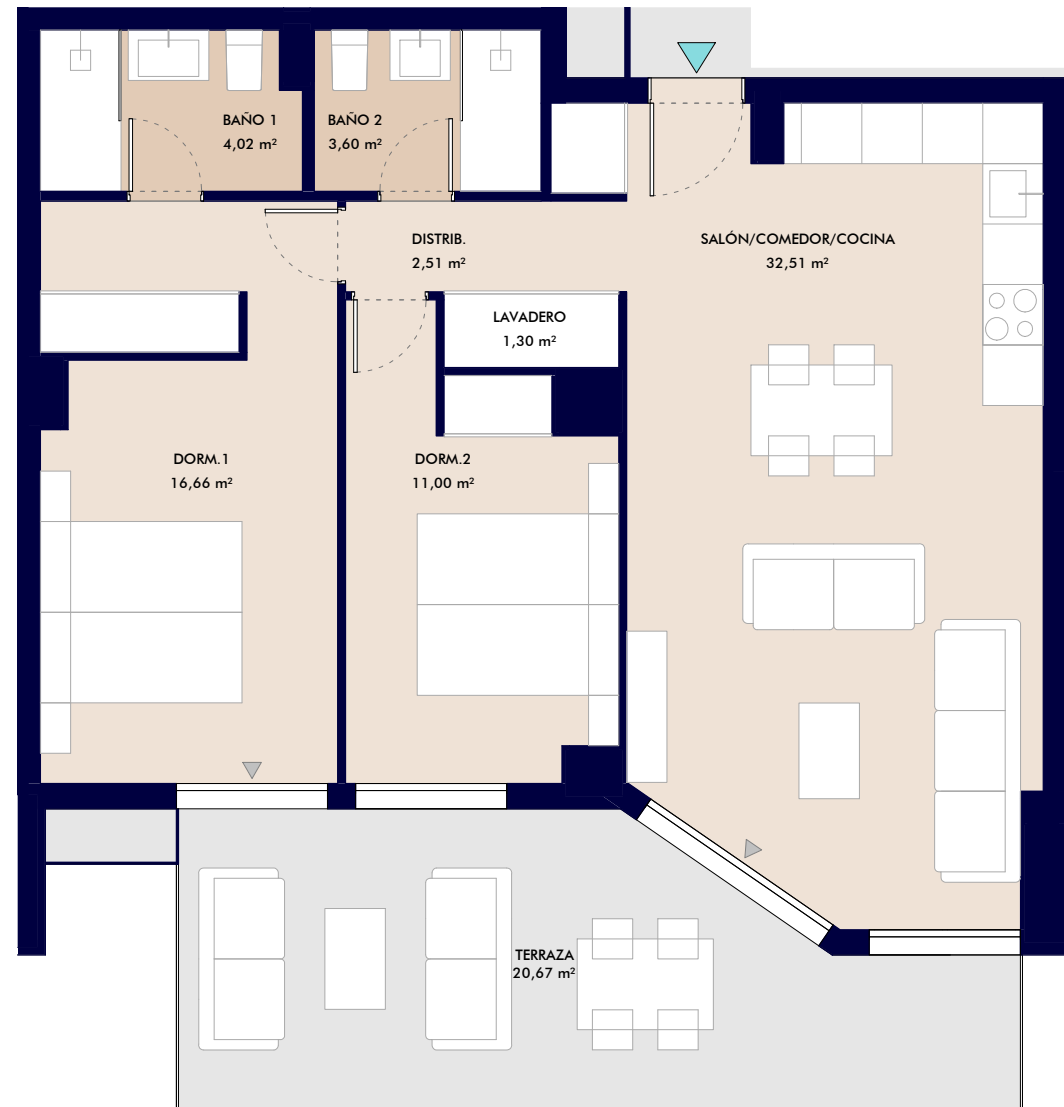 BAÑO 1
4,02 m²
BAÑO 2
3,60 m²
DISTRIB.
2,51 m²
SALÓN/COMEDOR/COCINA
32,51 m²
LAVADERO
1,30 m²
DORM.1
16,66 m²
DORM.2
11,00 m²
TERRAZA
20,67 m²